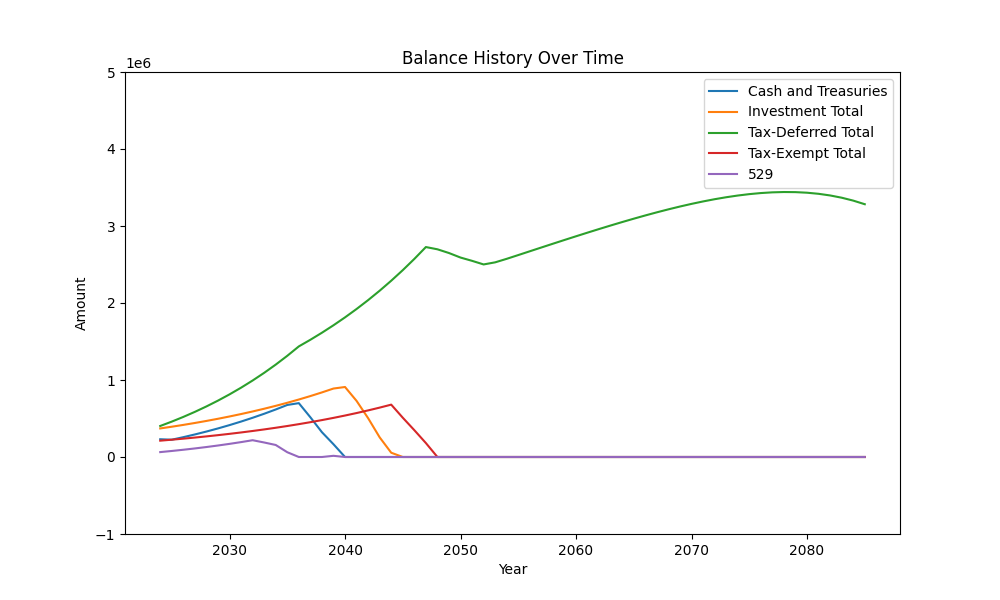 Balance History Over Time
1e6
5
4
3
2
1
0
−1
Amount
Cash and Treasuries
Investment Total
Tax-Deferred Total
Tax-Exempt Total
529
2030 2040 2050 2060 2070 2080
Year